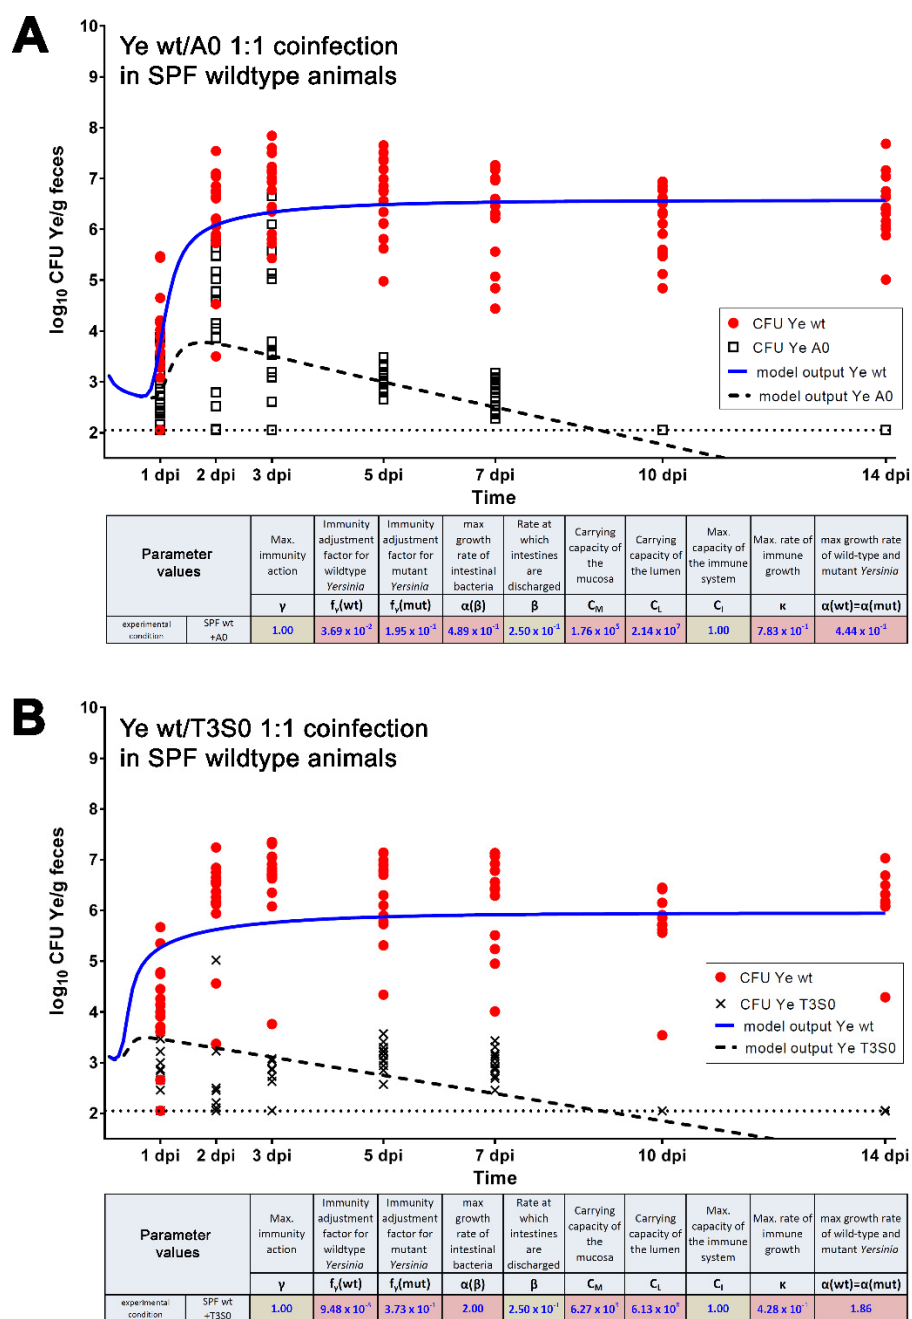 A
Ye wt/A0 1:1 coinfection
in SPF wildtype animals
log10 CFU Ye/g feces
10
9
8
7
6
5
4
3
2
CFU Ye wt
CFU Ye A0
model output Ye wt
model output Ye A0
1 dpi 2 dpi 3 dpi 5 dpi 7 dpi 10 dpi 14 dpi
Time
Parameter values
Max. immunity action
Immunity adjustment factor for wildtype Yersinia
Immunity adjustment factor for mutant Yersinia
max growth rate of intestinal bacteria
Rate at which intestines are discharged
Carrying capacity of the mucosa
Carrying capacity of the lumen
Max. capacity of the immune system
Max. rate of immune growth
max growth rate of wild-type and mutant Yersinia
γ fγ(wt) fγ(mut) α(β) β CM CL CI κ α(wt)=α(mut)
experimental condition SPF wt +A0 1.00 3.69 x 10⁻² 1.95 x 10⁻¹ 4.89 x 10⁻¹ 2.50 x 10⁻¹ 1.76 x 10⁵ 2.14 x 10⁷ 1.00 7.83 x 10⁻¹ 4.44 x 10⁻¹
B
Ye wt/T3S0 1:1 coinfection
in SPF wildtype animals
log10 CFU Ye/g feces
10
9
8
7
6
5
4
3
2
CFU Ye wt
CFU Ye T3S0
model output Ye wt
model output Ye T3S0
1 dpi 2 dpi 3 dpi 5 dpi 7 dpi 10 dpi 14 dpi
Time
Parameter values
Max. immunity action
Immunity adjustment factor for wildtype Yersinia
Immunity adjustment factor for mutant Yersinia
max growth rate of intestinal bacteria
Rate at which intestines are discharged
Carrying capacity of the mucosa
Carrying capacity of the lumen
Max. capacity of the immune system
Max. rate of immune growth
max growth rate of wild-type and mutant Yersinia
γ fγ(wt) fγ(mut) α(β) β CM CL CI κ α(wt)=α(mut)
experimental condition SPF wt +T3S0 1.00 3.73 x 10⁻¹ 2.00 2.50 x 10⁻¹ 1.00 4.28 x 10⁻¹ 1.86